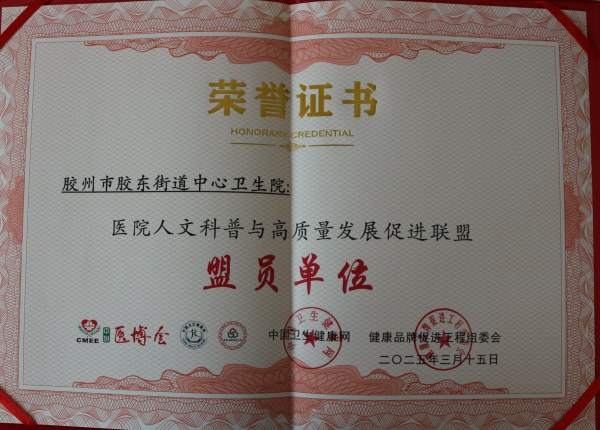 荣誉证书
HONORARY CREDENTIAL
胶州市胶东街道中心卫生院:
医院人文科普与高质量发展促进联盟
盟员单位
CMEE 中国 医博会
中国卫生健康网 健康品牌促进工程组委会
二〇二五年三月十五日